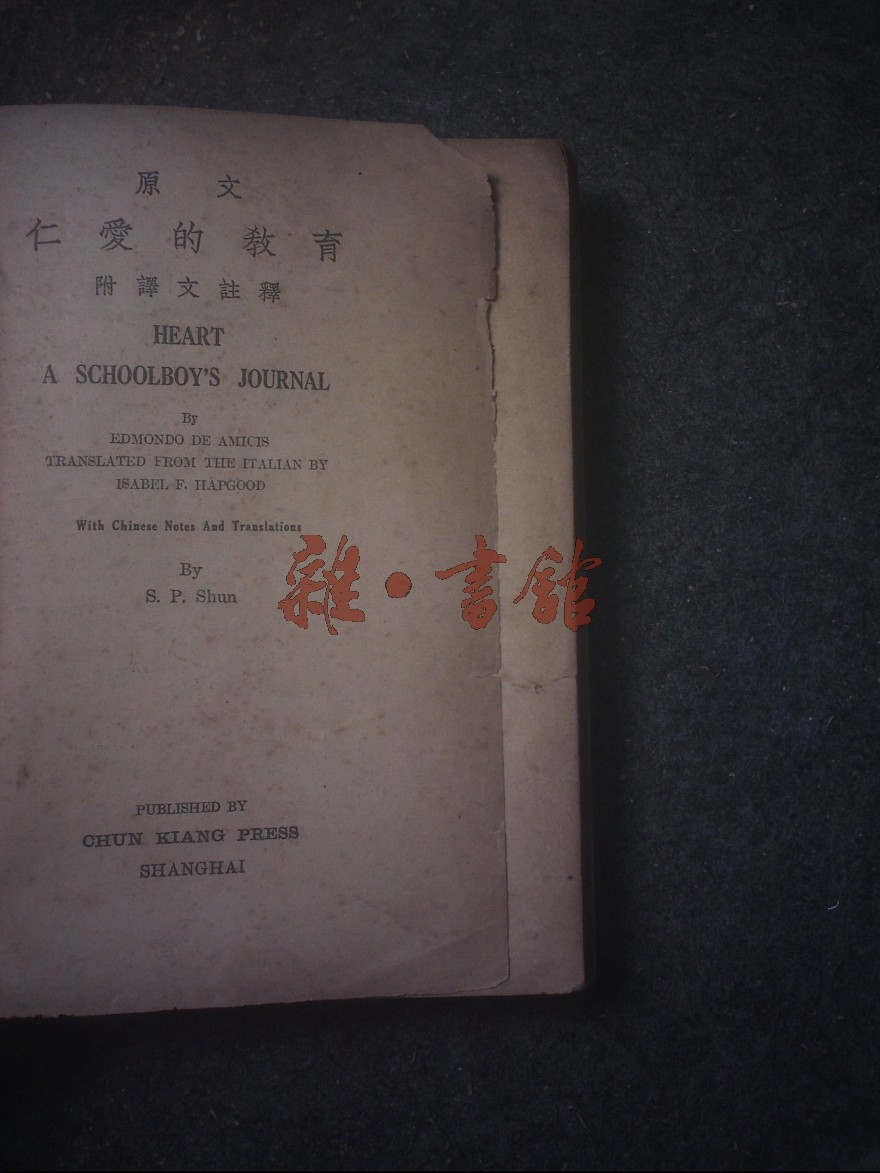 原文
仁愛的教育
附譯文註釋
HEART
A SCHOOLBOY'S JOURNAL
By
EDMONDO DE AMICIS
TRANSLATED FROM THE ITALIAN BY
ISABEL F. HAPGOOD
With Chinese Notes And Translations
By
S. P. Shun
雜·書館
PUBLISHED BY
CHUN KIANG PRESS
SHANGHAI